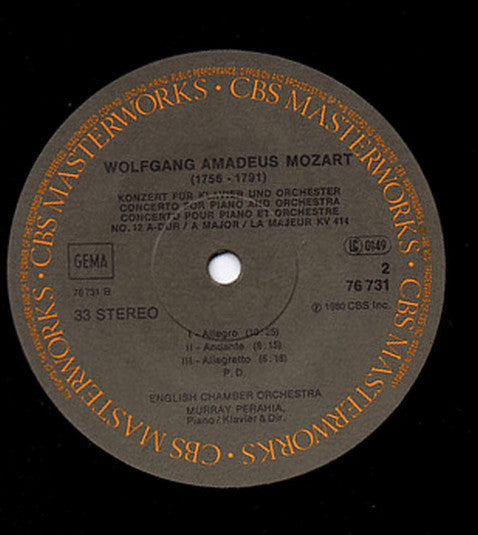 CBS MASTERWORKS • CBS MASTERWORKS • CBS MASTERWORKS • CBS MASTERWORKS •
WOLFGANG AMADEUS MOZART
(1756 - 1791)
KONZERT FÜR KLAVIER UND ORCHESTER
CONCERTO FOR PIANO AND ORCHESTRA
CONCERTO POUR PIANO ET ORCHESTRE
NO. 12 A-DUR / A MAJOR / LA MAJEUR KV 414
GEMA
LC 0149
2
76 731
76 731 B
33 STEREO
℗ 1980 CBS Inc.
I - Allegro
II - Andante
III - Allegretto
P. D.
ENGLISH CHAMBER ORCHESTRA
MURRAY PERAHIA,
Piano / Klavier & Dir.